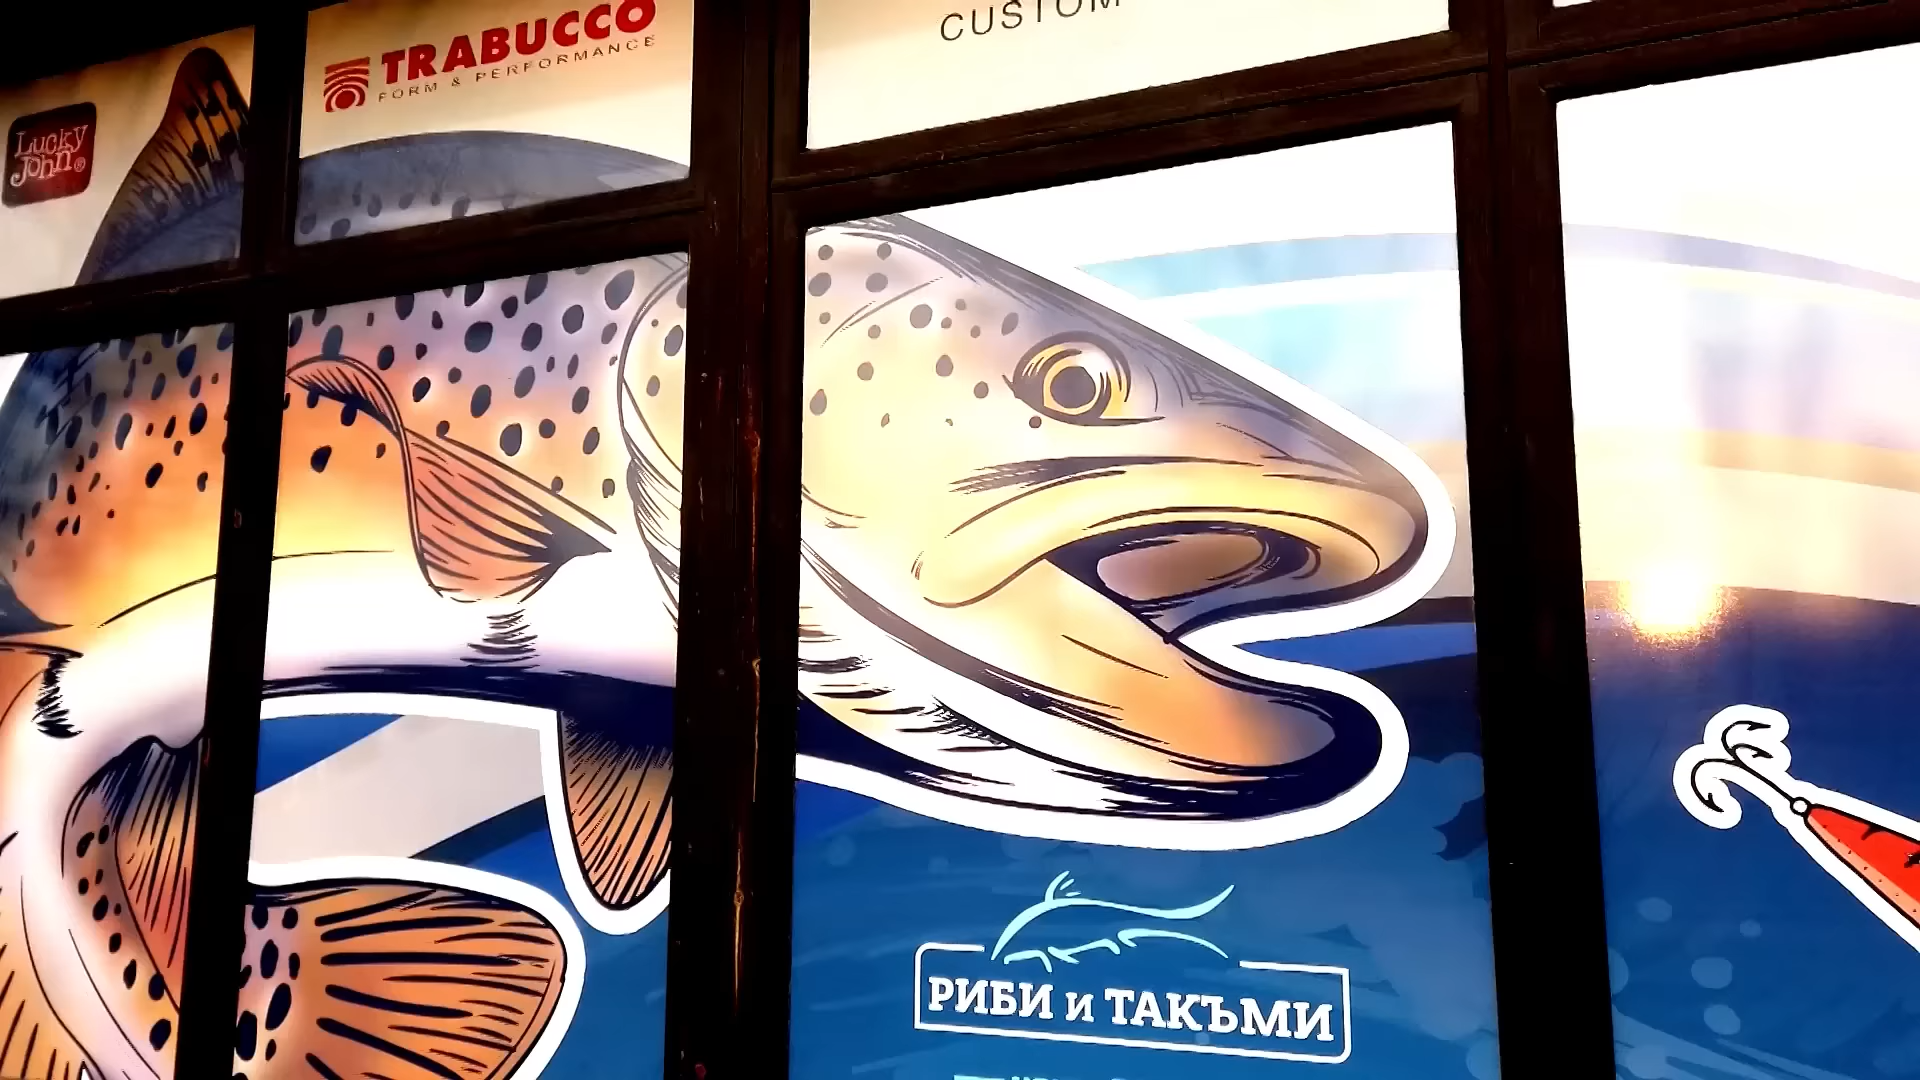 TRABUCCO
FORM & PERFORMANCE
CUSTOM
Lucky
John®
РИБИ и ТАКЪМИ